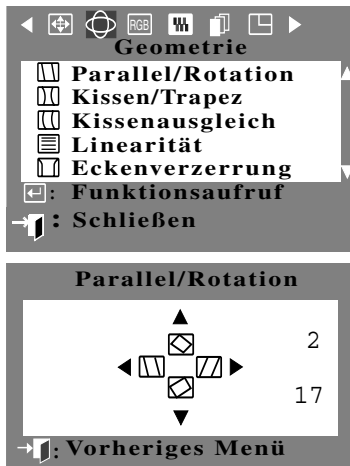 RGB
Geometrie
Parallel/Rotation
Kissen/Trapez
Kissenausgleich
Linearität
Eckenverzerrung
: Funktionsaufruf
: Schließen
Parallel/Rotation
2
17
: Vorheriges Menü